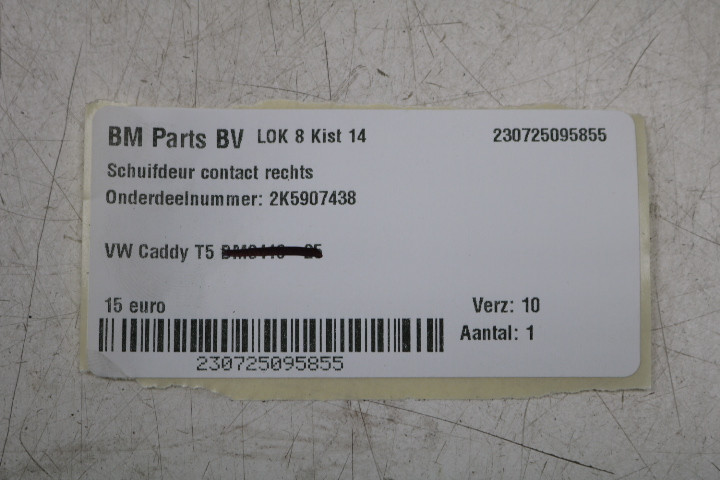 BM Parts BV LOK 8 Kist 14 230725095855
Schuifdeur contact rechts
Onderdeelnummer: 2K5907438
VW Caddy T5
15 euro Verz: 10
Aantal: 1
230725095855